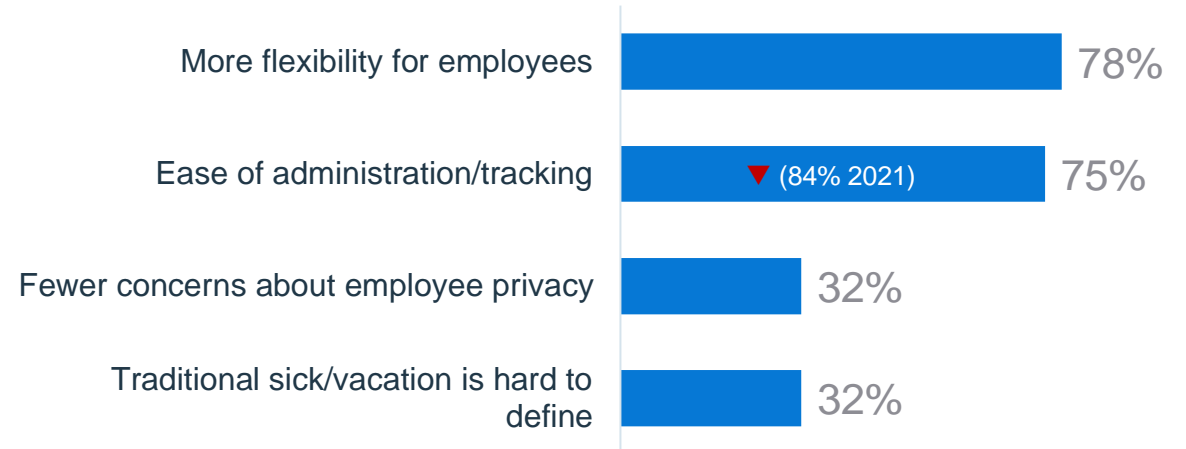 More flexibility for employees 78%
Ease of administration/tracking ▼ (84% 2021) 75%
Fewer concerns about employee privacy 32%
Traditional sick/vacation is hard to
define 32%